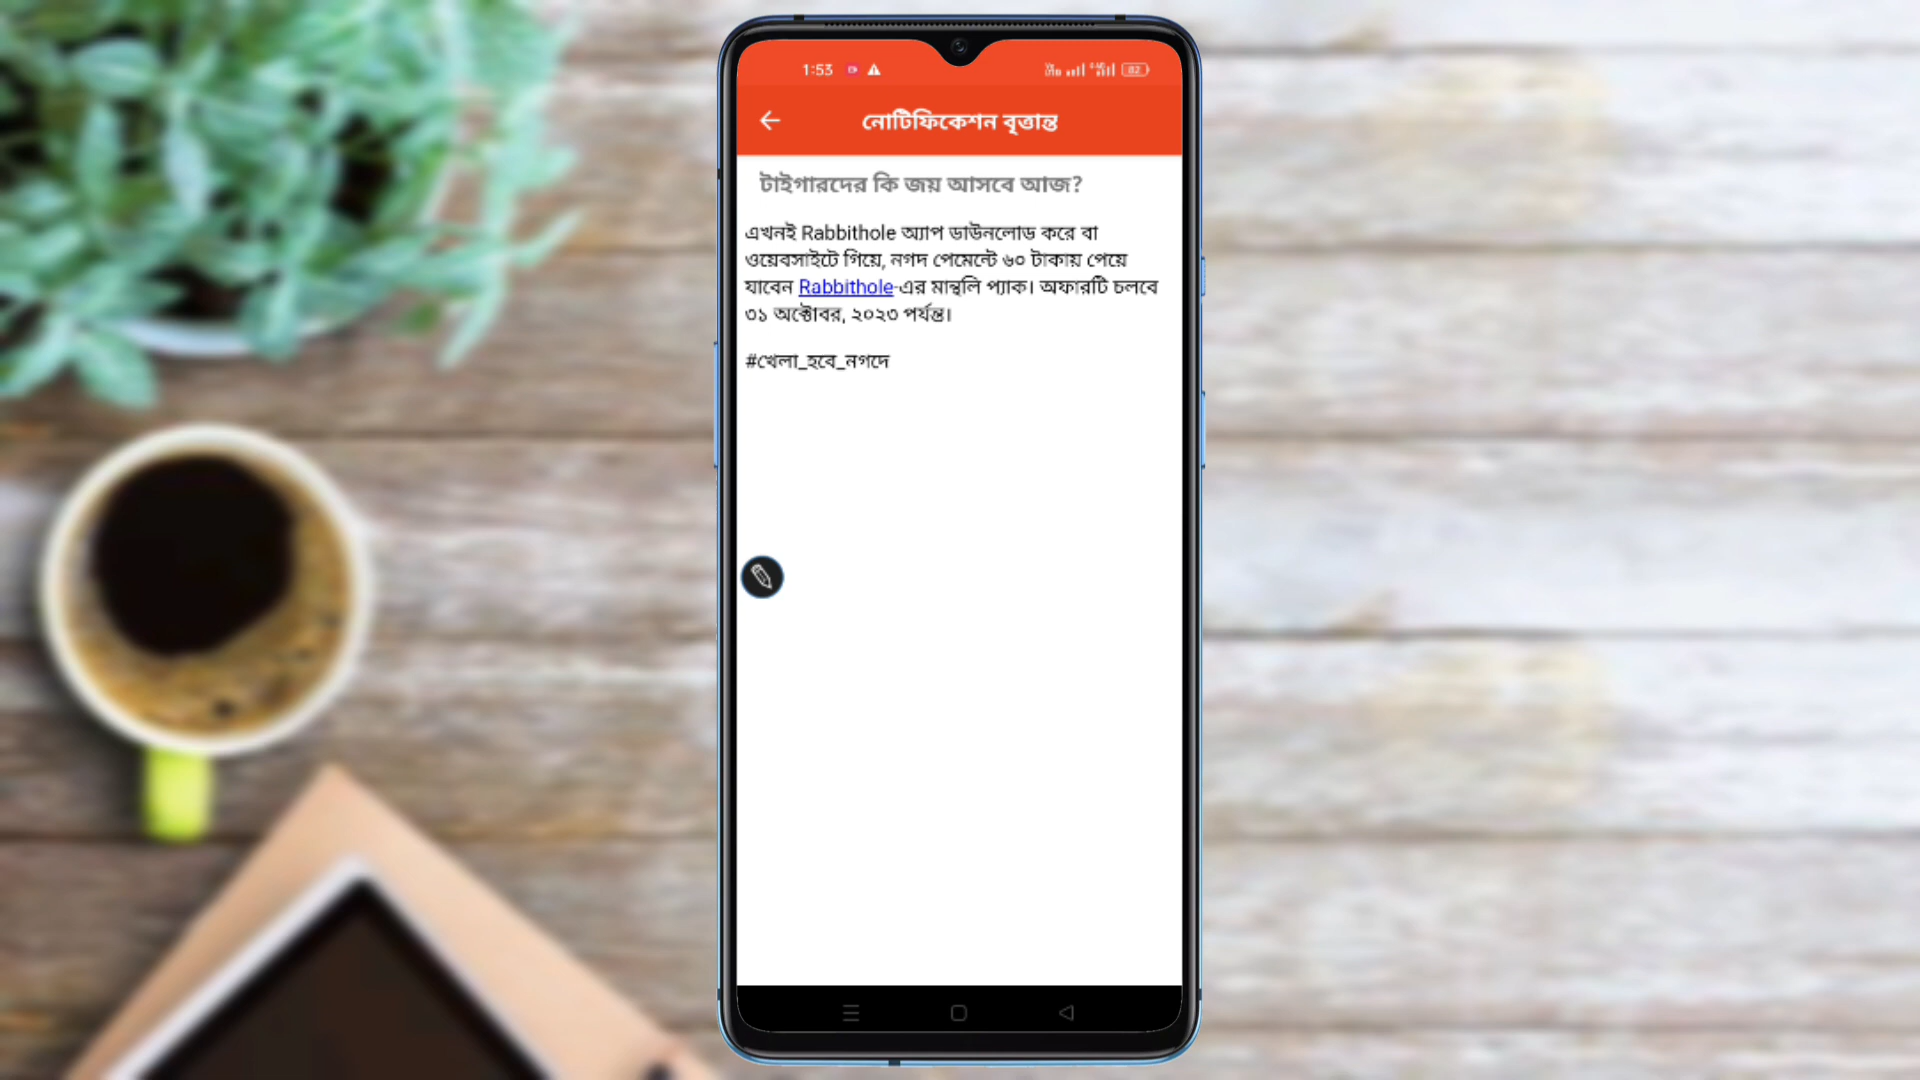 1:53
82
নোটিফিকেশন বৃত্তান্ত
টাইগারদের কি জয় আসবে আজ?
এখনই Rabbithole অ্যাপ ডাউনলোড করে বা
ওয়েবসাইটে গিয়ে, নগদ পেমেন্টে ৬০ টাকায় পেয়ে
যাবেন Rabbithole-এর মান্থলি প্যাক। অফারটি চলবে
৩১ অক্টোবর, ২০২৩ পর্যন্ত।
#খেলা_হবে_নগদে